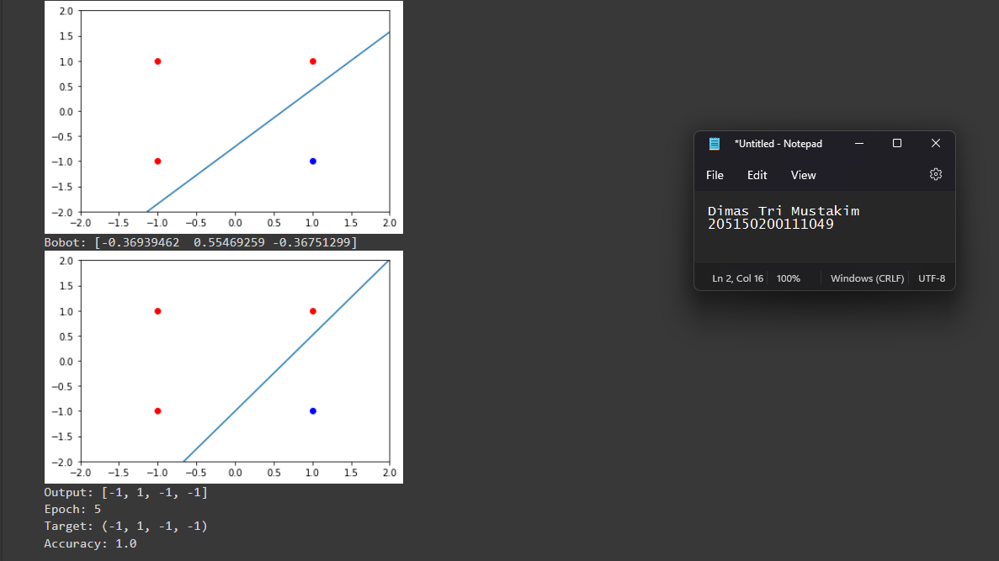 2.0
1.5
1.0
0.5
0.0
−0.5
−1.0
−1.5
−2.0
−2.0 −1.5 −1.0 −0.5 0.0 0.5 1.0 1.5 2.0
Bobot: [-0.36939462  0.55469259 -0.36751299]
2.0
1.5
1.0
0.5
0.0
−0.5
−1.0
−1.5
−2.0
−2.0 −1.5 −1.0 −0.5 0.0 0.5 1.0 1.5 2.0
Output: [-1, 1, -1, -1]
Epoch: 5
Target: (-1, 1, -1, -1)
Accuracy: 1.0
*Untitled - Notepad
File Edit View
Dimas Tri Mustakim
205150200111049
Ln 2, Col 16 100% Windows (CRLF) UTF-8